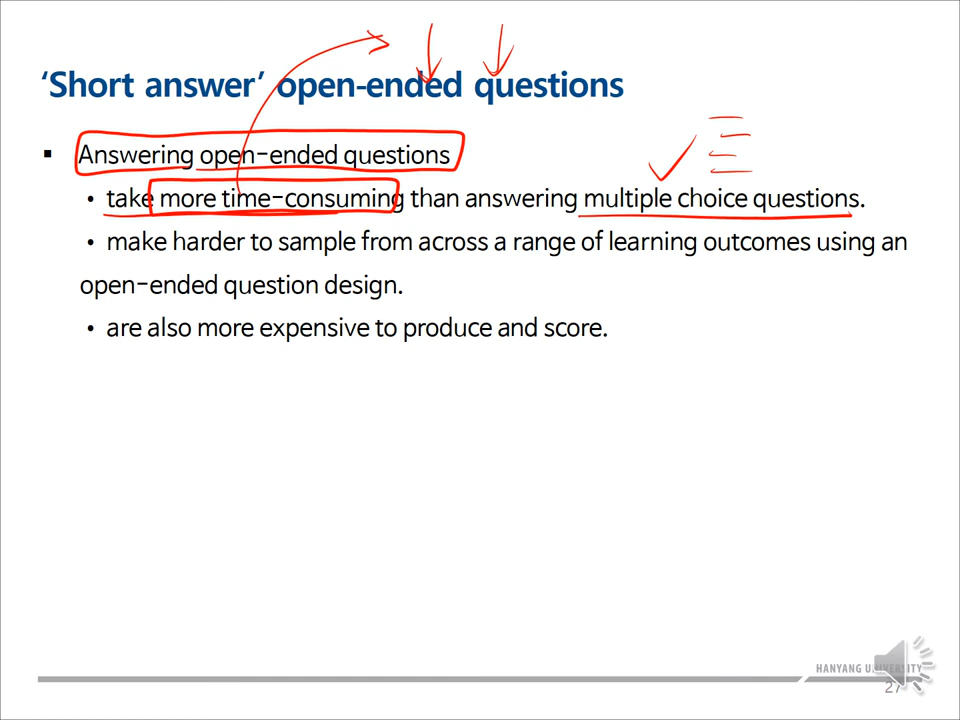 ‘Short answer’ open-ended questions
▪ Answering open-ended questions
• take more time-consuming than answering multiple choice questions.
• make harder to sample from across a range of learning outcomes using an
open-ended question design.
• are also more expensive to produce and score.
HANYANG UNIVERSITY
27